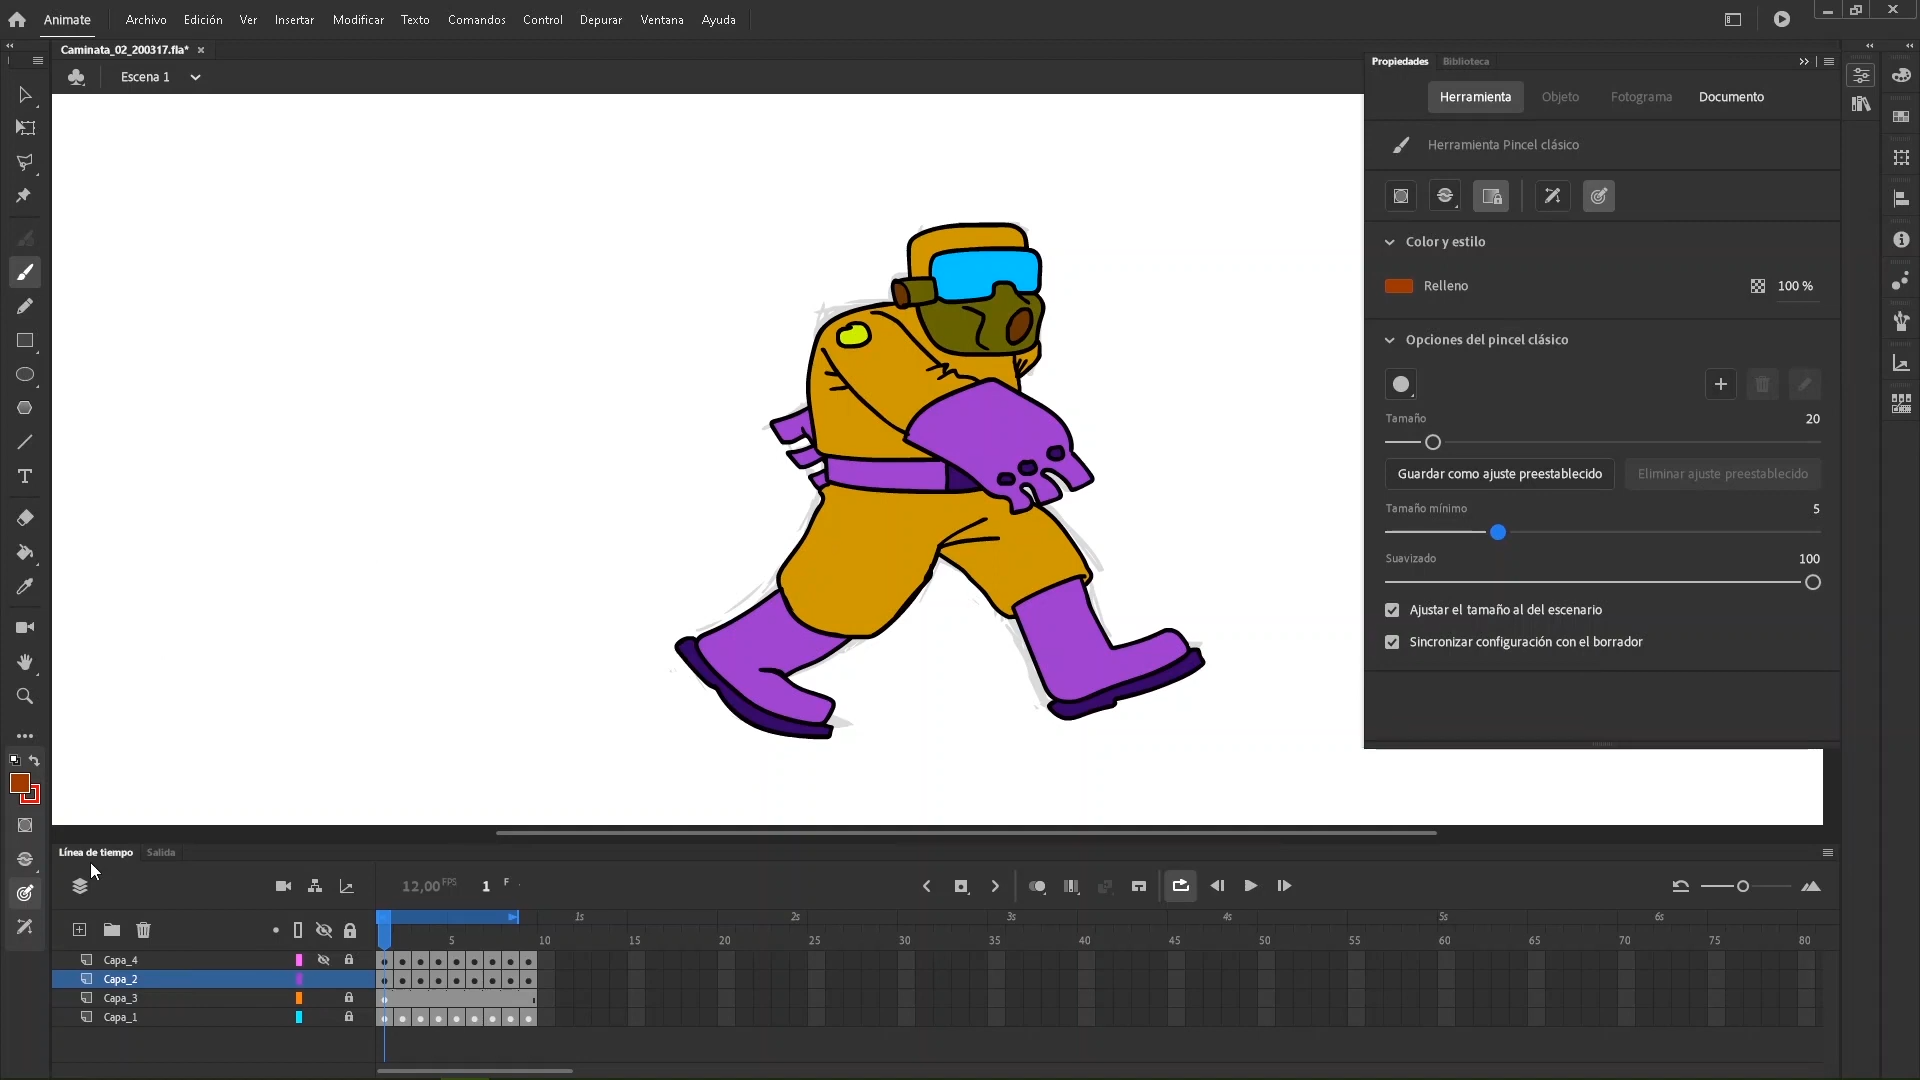 Animate Archivo Edición Ver Insertar Modificar Texto Comandos Control Depurar Ventana Ayuda
Caminata_02_200317.fla*
Escena 1
Propiedades Biblioteca
Herramienta Objeto Fotograma Documento
Herramienta Pincel clásico
Color y estilo
Relleno 100 %
Opciones del pincel clásico
Tamaño 20
Guardar como ajuste preestablecido Eliminar ajuste preestablecido
Tamaño mínimo 5
Suavizado 100
Ajustar el tamaño al del escenario
Sincronizar configuración con el borrador
Línea de tiempo Salida
12,00 FPS 1 F
1s 2s 3s 4s 5s 6s
5 10 15 20 25 30 35 40 45 50 55 60 65 70 75 80
Capa_4
Capa_2
Capa_3
Capa_1